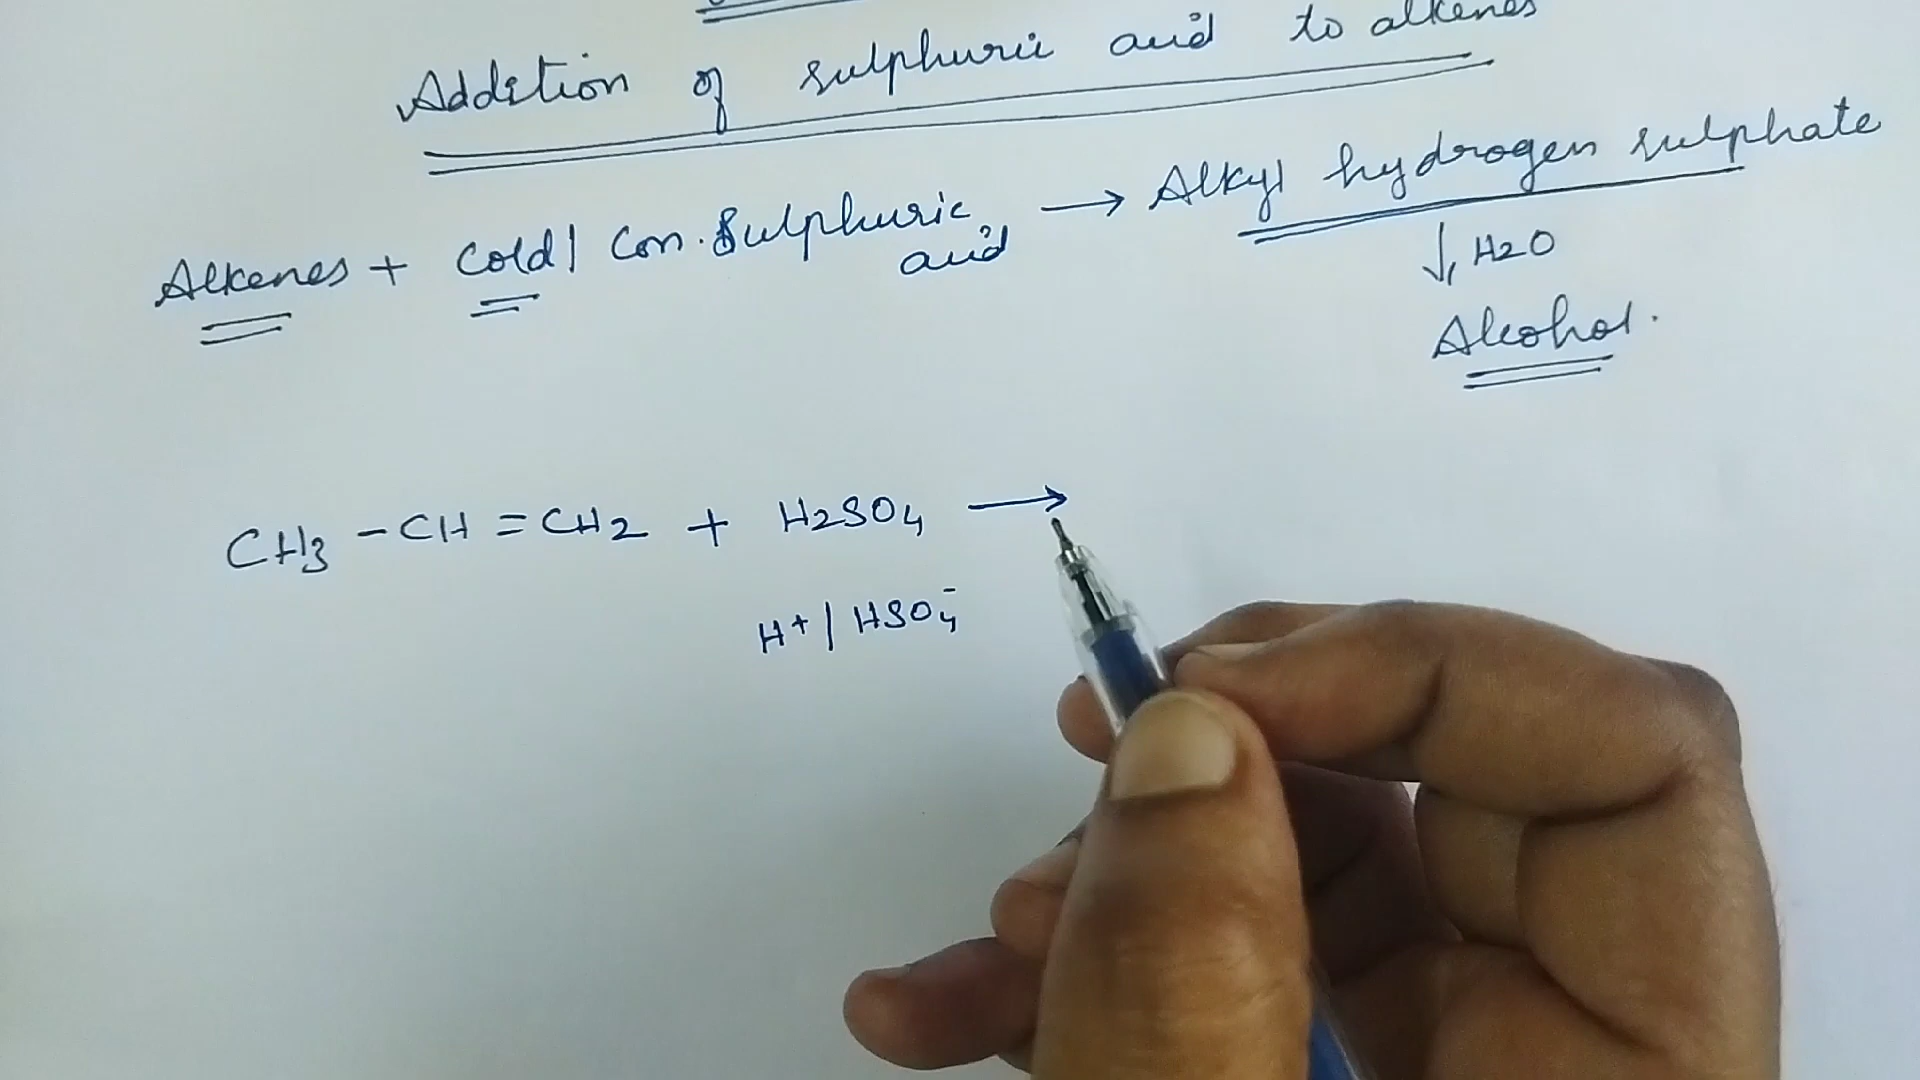 Addition of sulphuric acid to alkenes
Alkenes + Cold | Con. Sulphuric acid → Alkyl hydrogen sulphate
↓, H2O
Alcohol.
CH3 - CH = CH2 + H2SO4 →
H+ | HSO4-